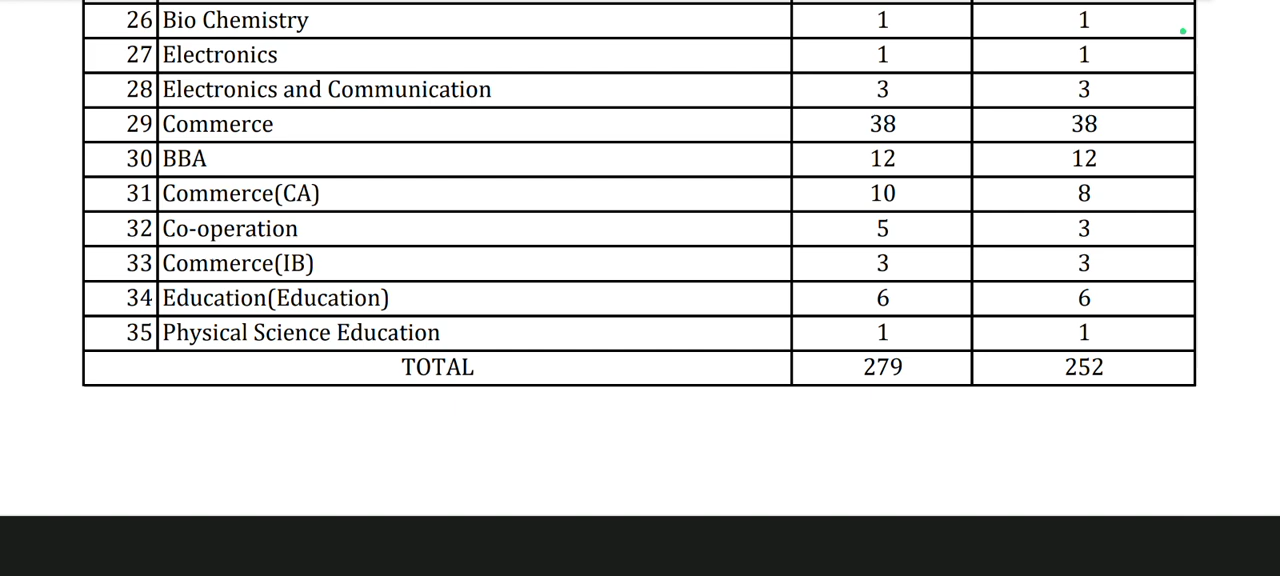 26 Bio Chemistry 1 1
27 Electronics 1 1
28 Electronics and Communication 3 3
29 Commerce 38 38
30 BBA 12 12
31 Commerce(CA) 10 8
32 Co-operation 5 3
33 Commerce(IB) 3 3
34 Education(Education) 6 6
35 Physical Science Education 1 1
TOTAL 279 252